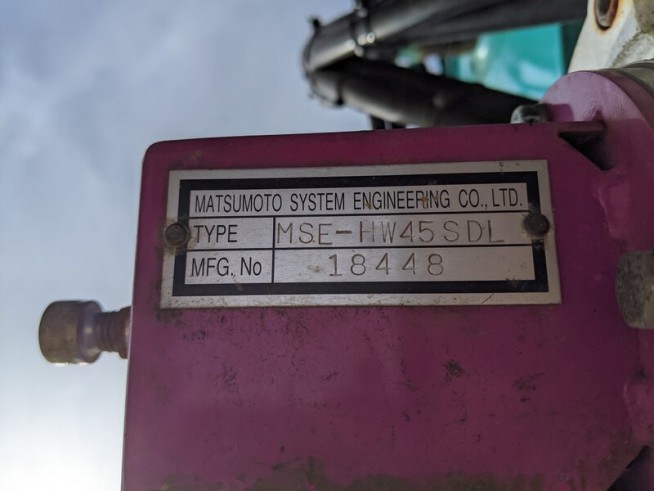 MATSUMOTO SYSTEM ENGINEERING CO., LTD.
TYPE MSE-HW45SDL
MFG. No 18448